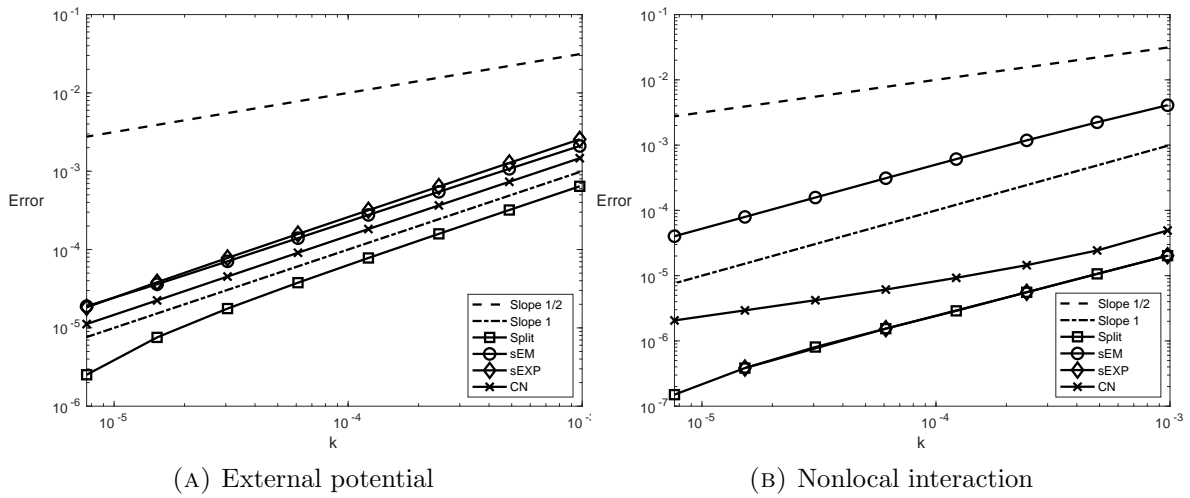 10^-1
10^-2
10^-3
Error
10^-4
10^-5
10^-6
10^-5
10^-4
k
Slope 1/2
Slope 1
Split
sEM
sEXP
CN
(A) External potential
10^-1
10^-2
10^-3
Error
10^-4
10^-5
10^-6
10^-7
10^-5
10^-4
10^-3
k
Slope 1/2
Slope 1
Split
sEM
sEXP
CN
(B) Nonlocal interaction